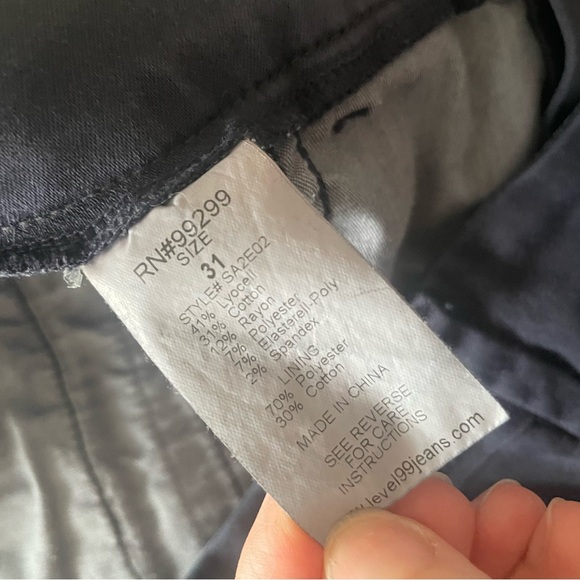 RN#99299
SIZE
31
STYLE# SA2E02
41% Lyocell
31% Cotton
12% Rayon
7% Polyester
7% Elasterell-Poly
2% Spandex
LINING
70% Polyester
30% Cotton
MADE IN CHINA
SEE REVERSE
FOR CARE
INSTRUCTIONS
www.level99jeans.com